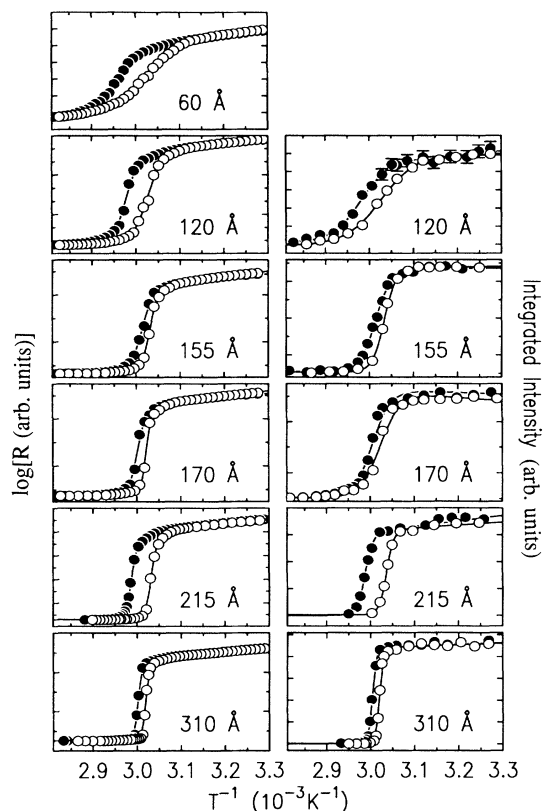 log[R (arb. units)]
60 Å
120 Å
155 Å
170 Å
215 Å
310 Å
2.9 3.0 3.1 3.2 3.3
120 Å
155 Å
170 Å
215 Å
310 Å
2.9 3.0 3.1 3.2 3.3
Integrated Intensity (arb. units)
T⁻¹ (10⁻³K⁻¹)